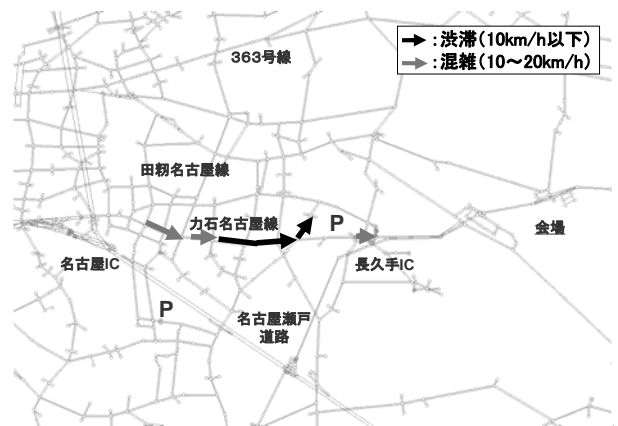 ：渋滞（10km/h以下）
：混雑（10～20km/h）
363号線
田籾名古屋線
力石名古屋線
P
会場
名古屋IC
長久手IC
P
名古屋瀬戸
道路